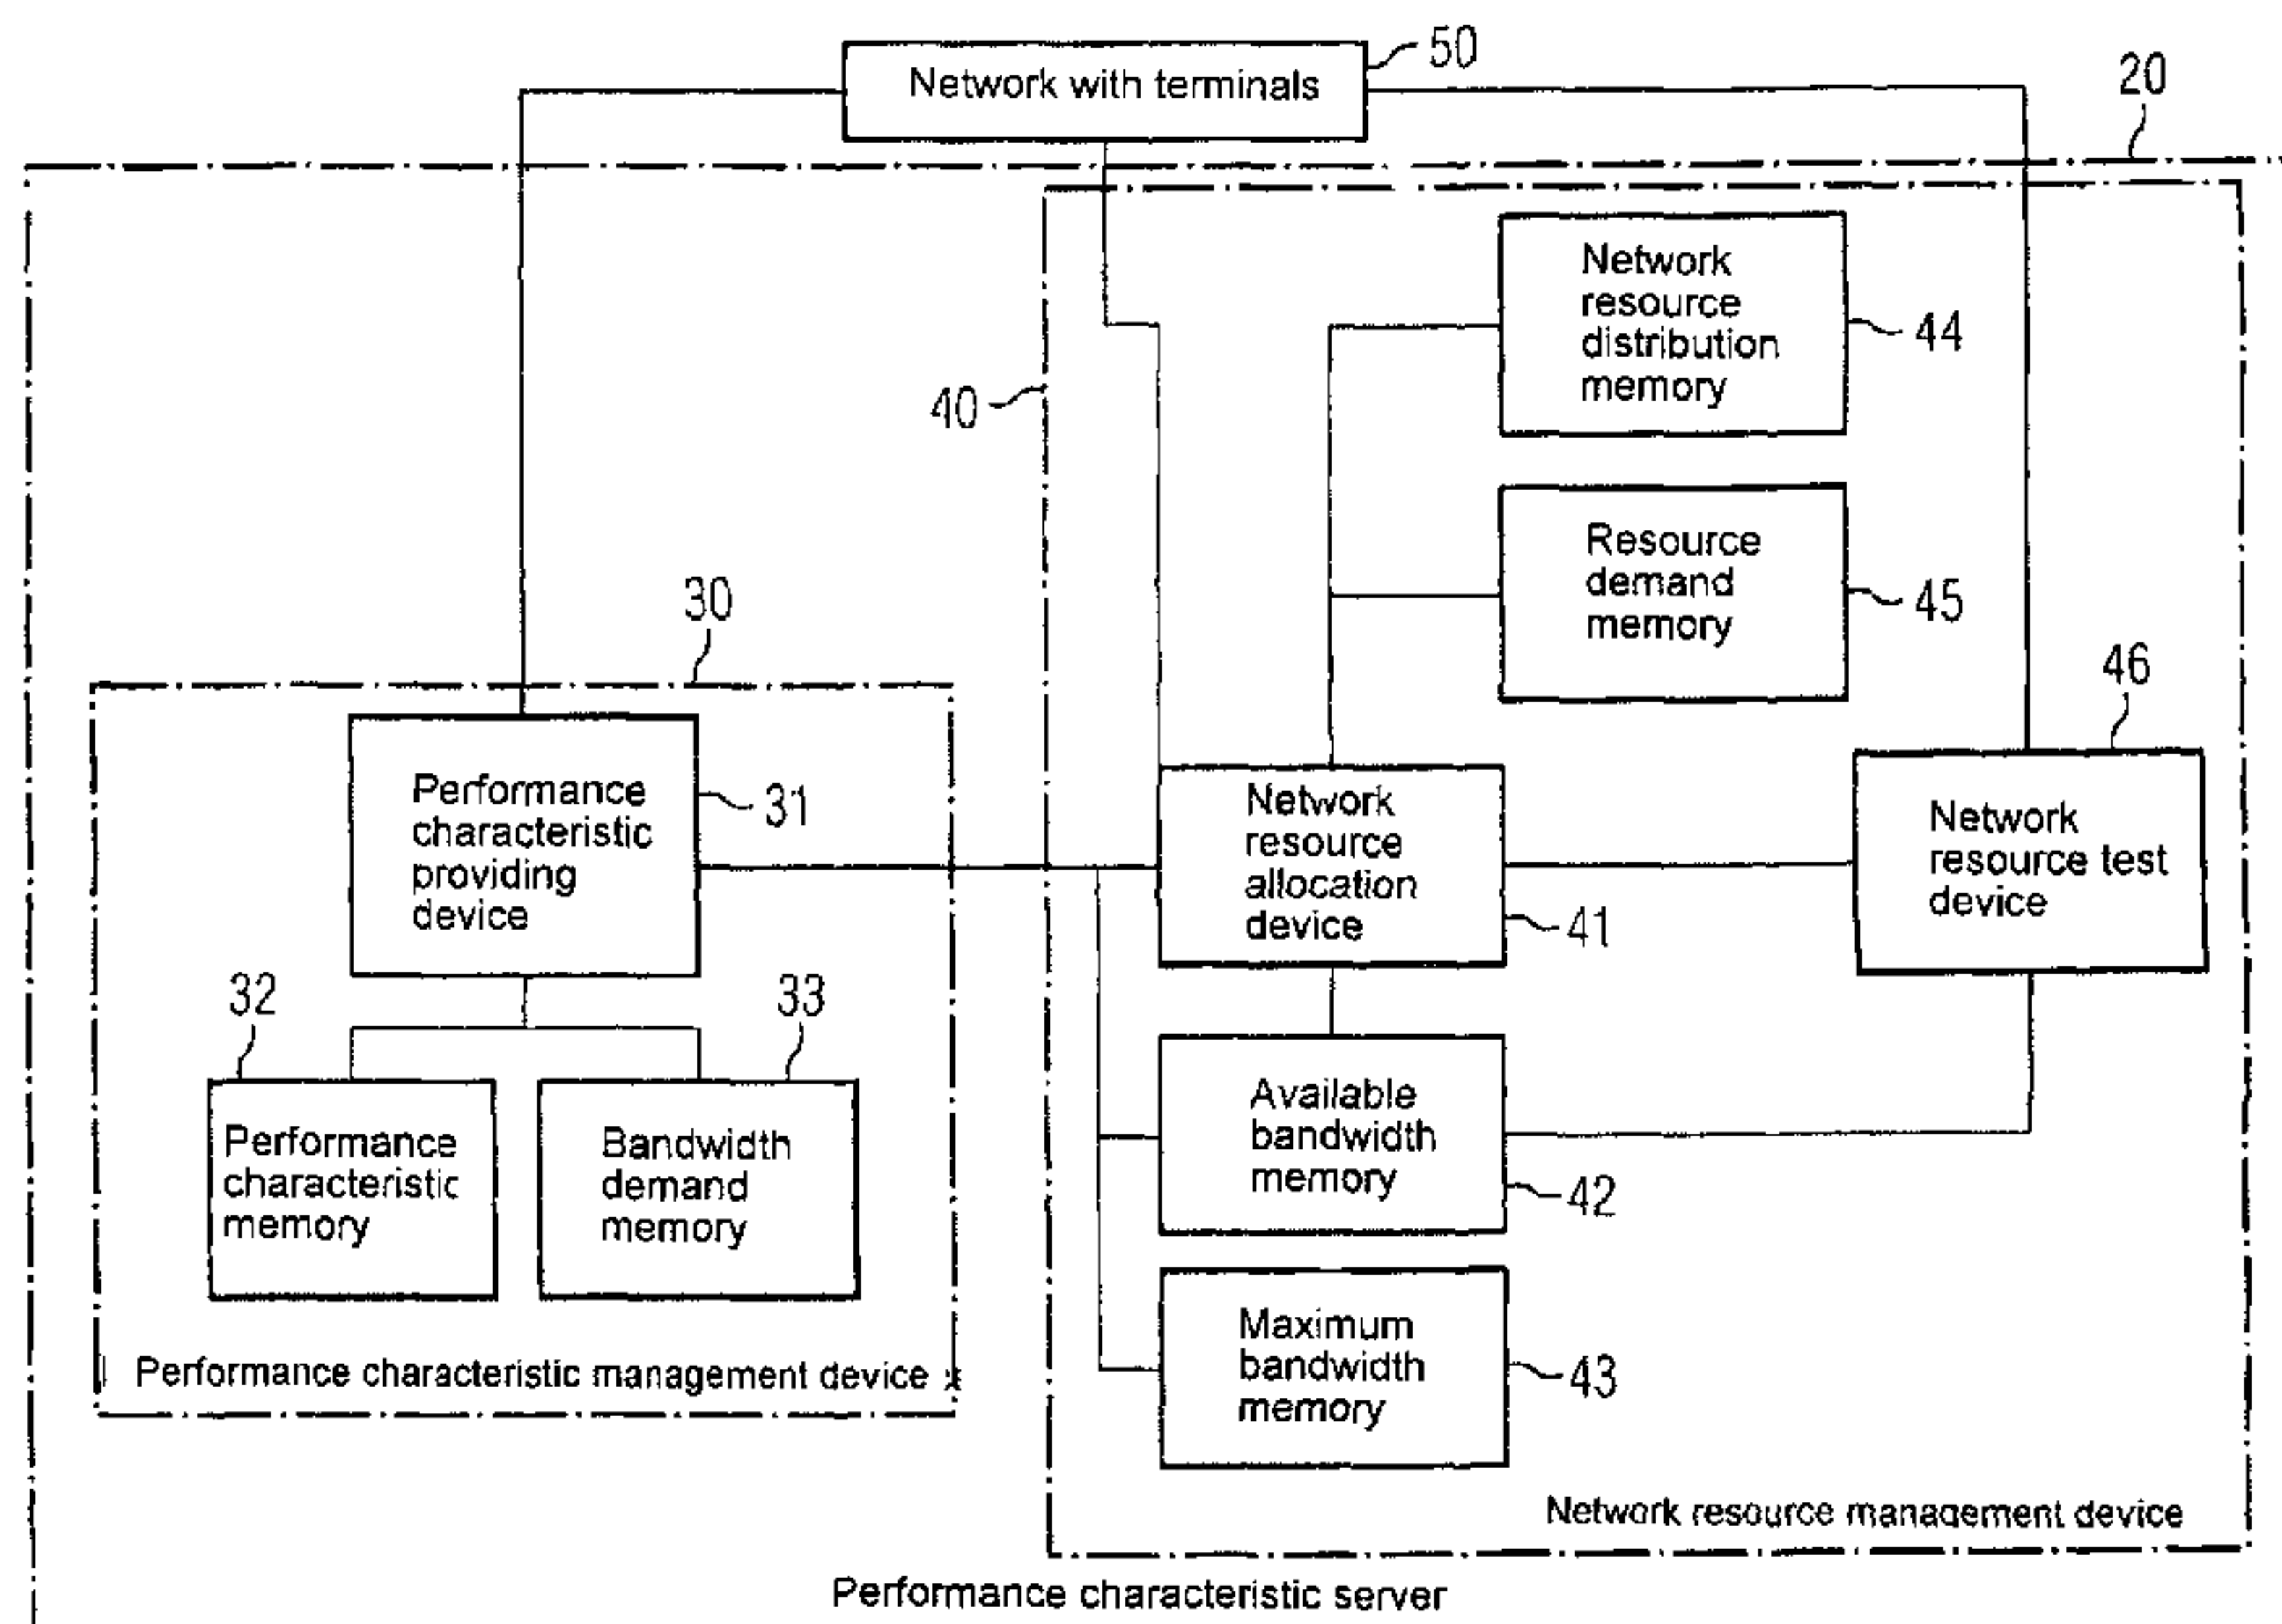 Network with terminals
50
20
Network
resource
distribution
memory
44
40
Resource
demand
memory
45
30
46
Performance
characteristic
providing
device
31
Network
resource
allocation
device
41
Network
resource test
device
32
33
Performance
characteristic
memory
Bandwidth
demand
memory
Available
bandwidth
memory
42
Maximum
bandwidth
memory
43
Performance characteristic management device
Network resource management device
Performance characteristic server